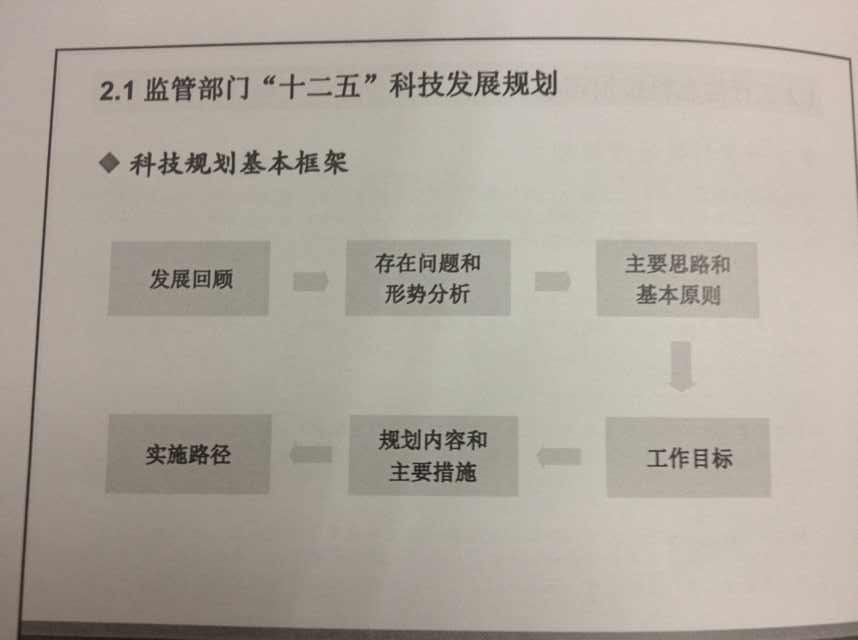 2.1 监管部门“十二五”科技发展规划
科技规划基本框架
发展回顾
存在问题和
形势分析
主要思路和
基本原则
工作目标
规划内容和
主要措施
实施路径